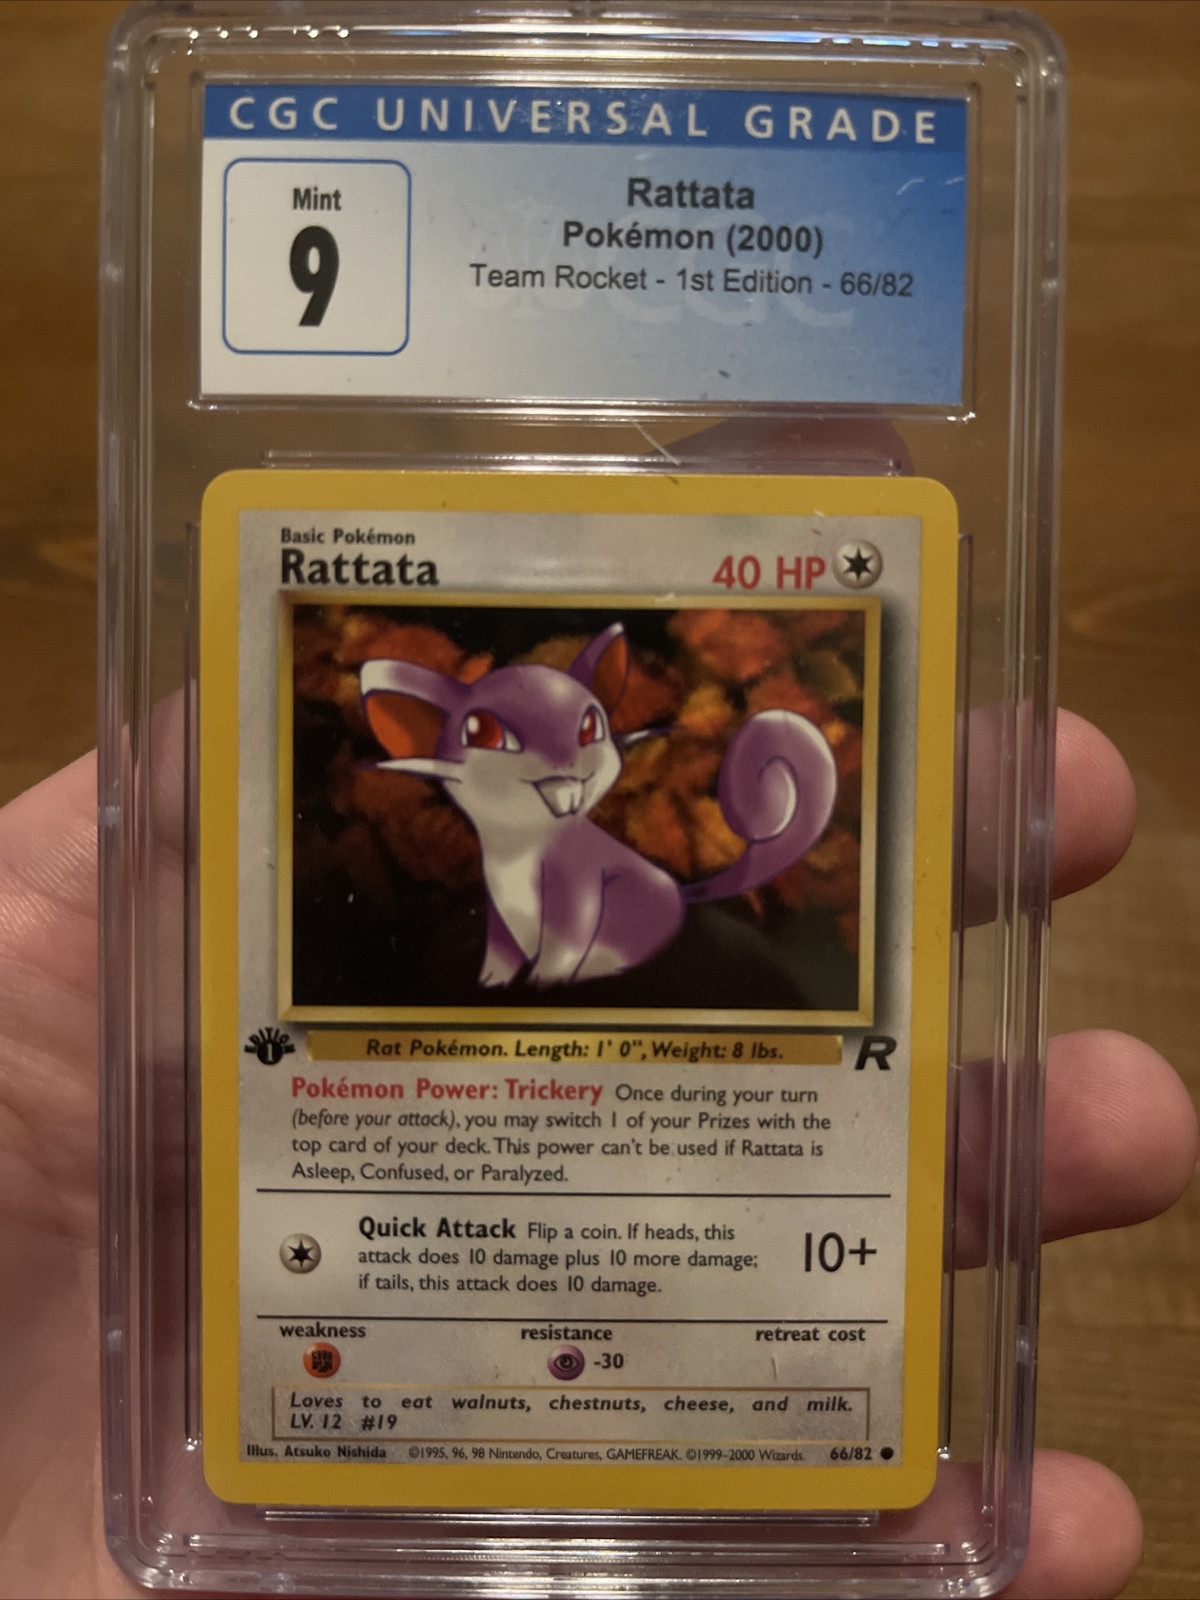 CGC UNIVERSAL GRADE
Mint
9
Rattata
Pokémon (2000)
Team Rocket - 1st Edition - 66/82
Basic Pokémon
Rattata
40 HP
EDITION
1
Rat Pokémon. Length: 1' 0", Weight: 8 lbs.
R
Pokémon Power: Trickery Once during your turn
(before your attack), you may switch 1 of your Prizes with the
top card of your deck. This power can't be used if Rattata is
Asleep, Confused, or Paralyzed.
Quick Attack Flip a coin. If heads, this
attack does 10 damage plus 10 more damage;
if tails, this attack does 10 damage.
10+
weakness
resistance
retreat cost
-30
Loves to eat walnuts, chestnuts, cheese, and milk.
LV. 12 #19
Illus. Atsuko Nishida ©1995, 96, 98 Nintendo, Creatures, GAMEFREAK. ©1999–2000 Wizards. 66/82